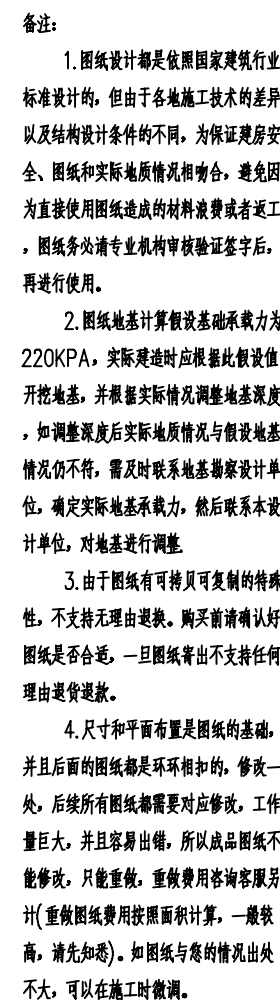 备注：
1.图纸设计都是依照国家建筑行业
标准设计的，但由于各地施工技术的差异
以及结构设计条件的不同，为保证建房安
全、图纸和实际地质情况相吻合，避免因
为直接使用图纸造成的材料浪费或者返工
，图纸务必请专业机构审核验证签字后，
再进行使用。
2.图纸地基计算假设基础承载力为
220KPA，实际建造时应根据此假设值
开挖地基，并根据实际情况调整地基深度
，如调整深度后实际地质情况与假设地基
情况仍不符，需及时联系地基勘察设计单
位，确定实际地基承载力，然后联系本设
计单位，对地基进行调整
3.由于图纸有可拷贝可复制的特殊
性，不支持无理由退换。购买前请确认好
图纸是否合适，一旦图纸寄出不支持任何
理由退货退款。
4.尺寸和平面布置是图纸的基础，
并且后面的图纸都是环环相扣的，修改一
处，后续所有图纸都需要对应修改，工作
量巨大，并且容易出错，所以成品图纸不
能修改，只能重做，重做费用咨询客服另
计(重做图纸费用按照面积计算，一般较
高，请先知悉)。如图纸与您的情况出处
不大，可以在施工时微调。